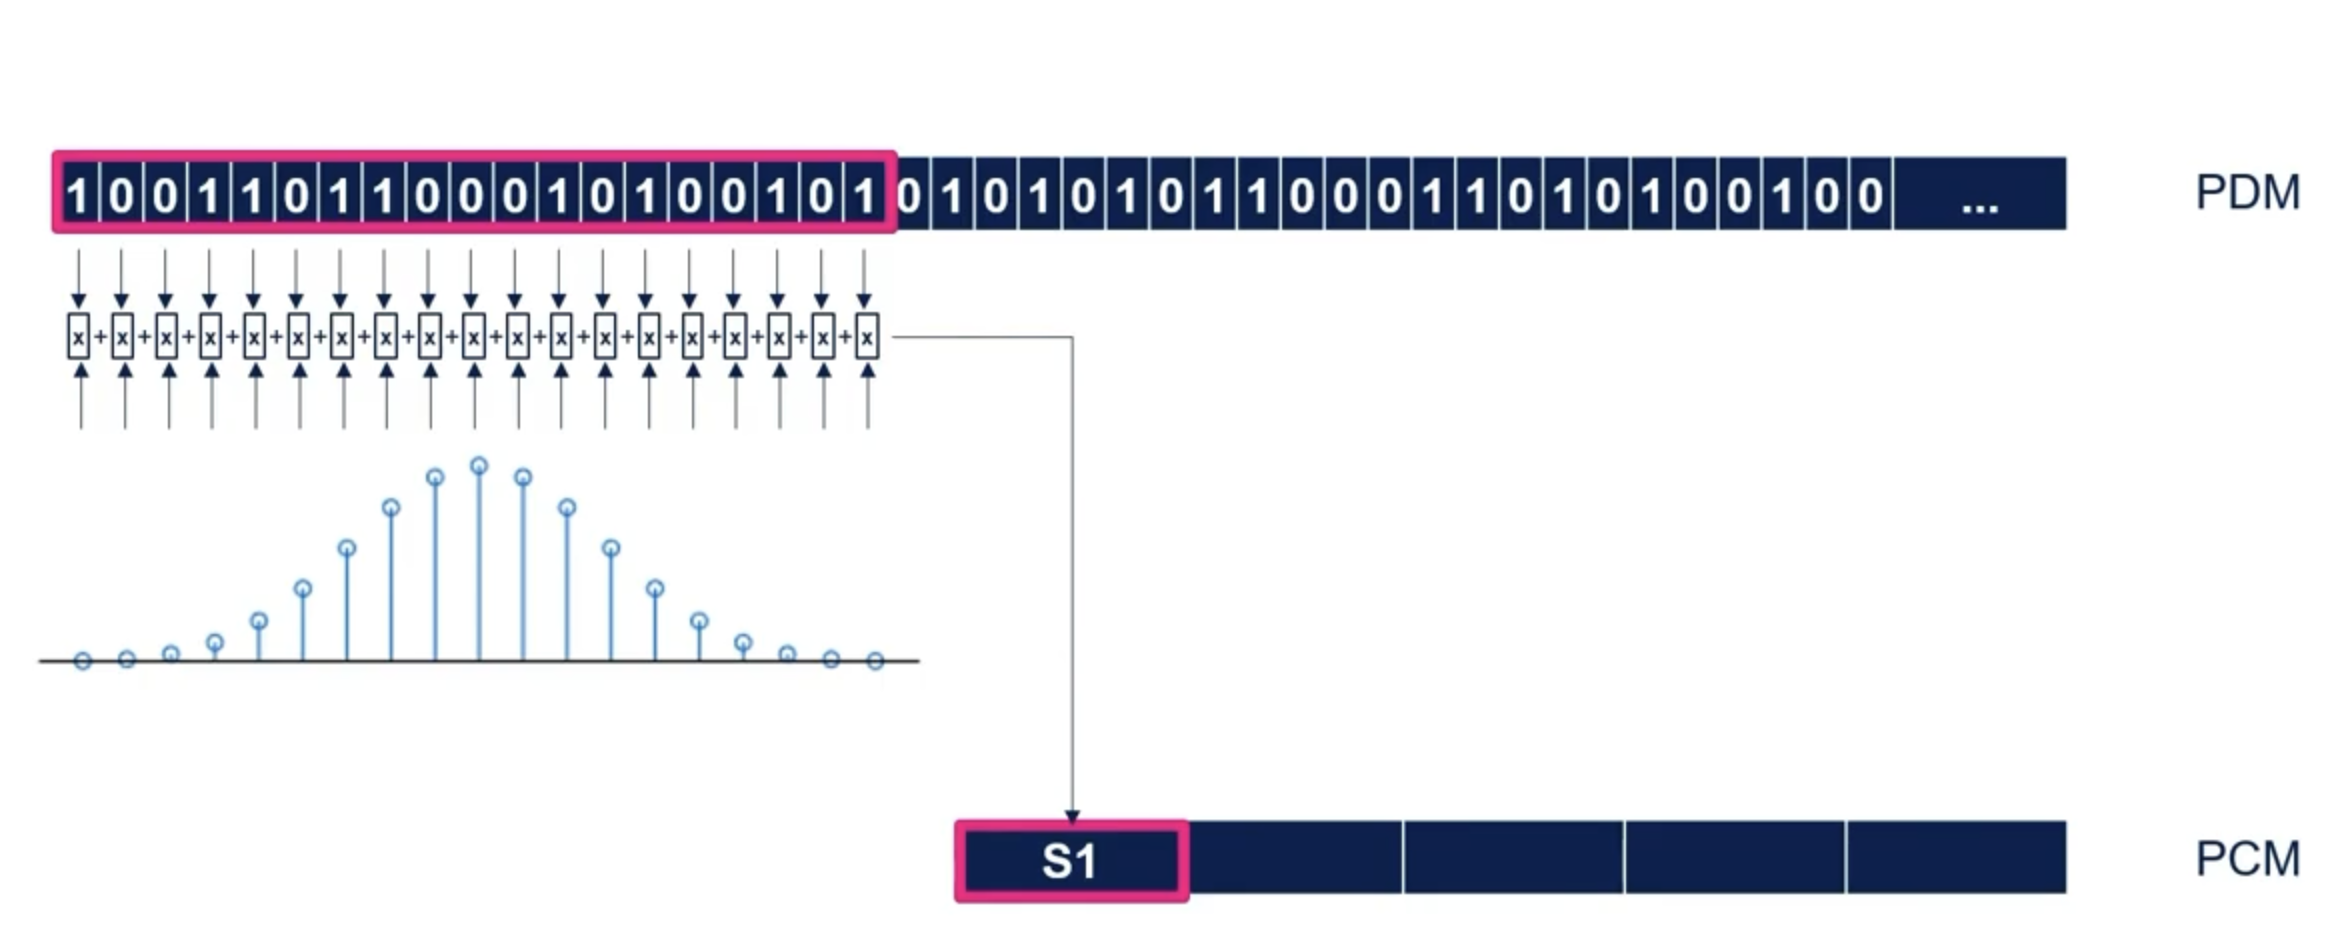 1 0 0 1 1 0 1 1 0 0 0 1 0 1 0 0 1 0 1 0 1 0 1 0 1 0 1 1 0 0 0 1 1 0 1 0 1 0 0 1 0 0 ... PDM
x + x + x + x + x + x + x + x + x + x + x + x + x + x + x + x + x + x + x
S1 PCM